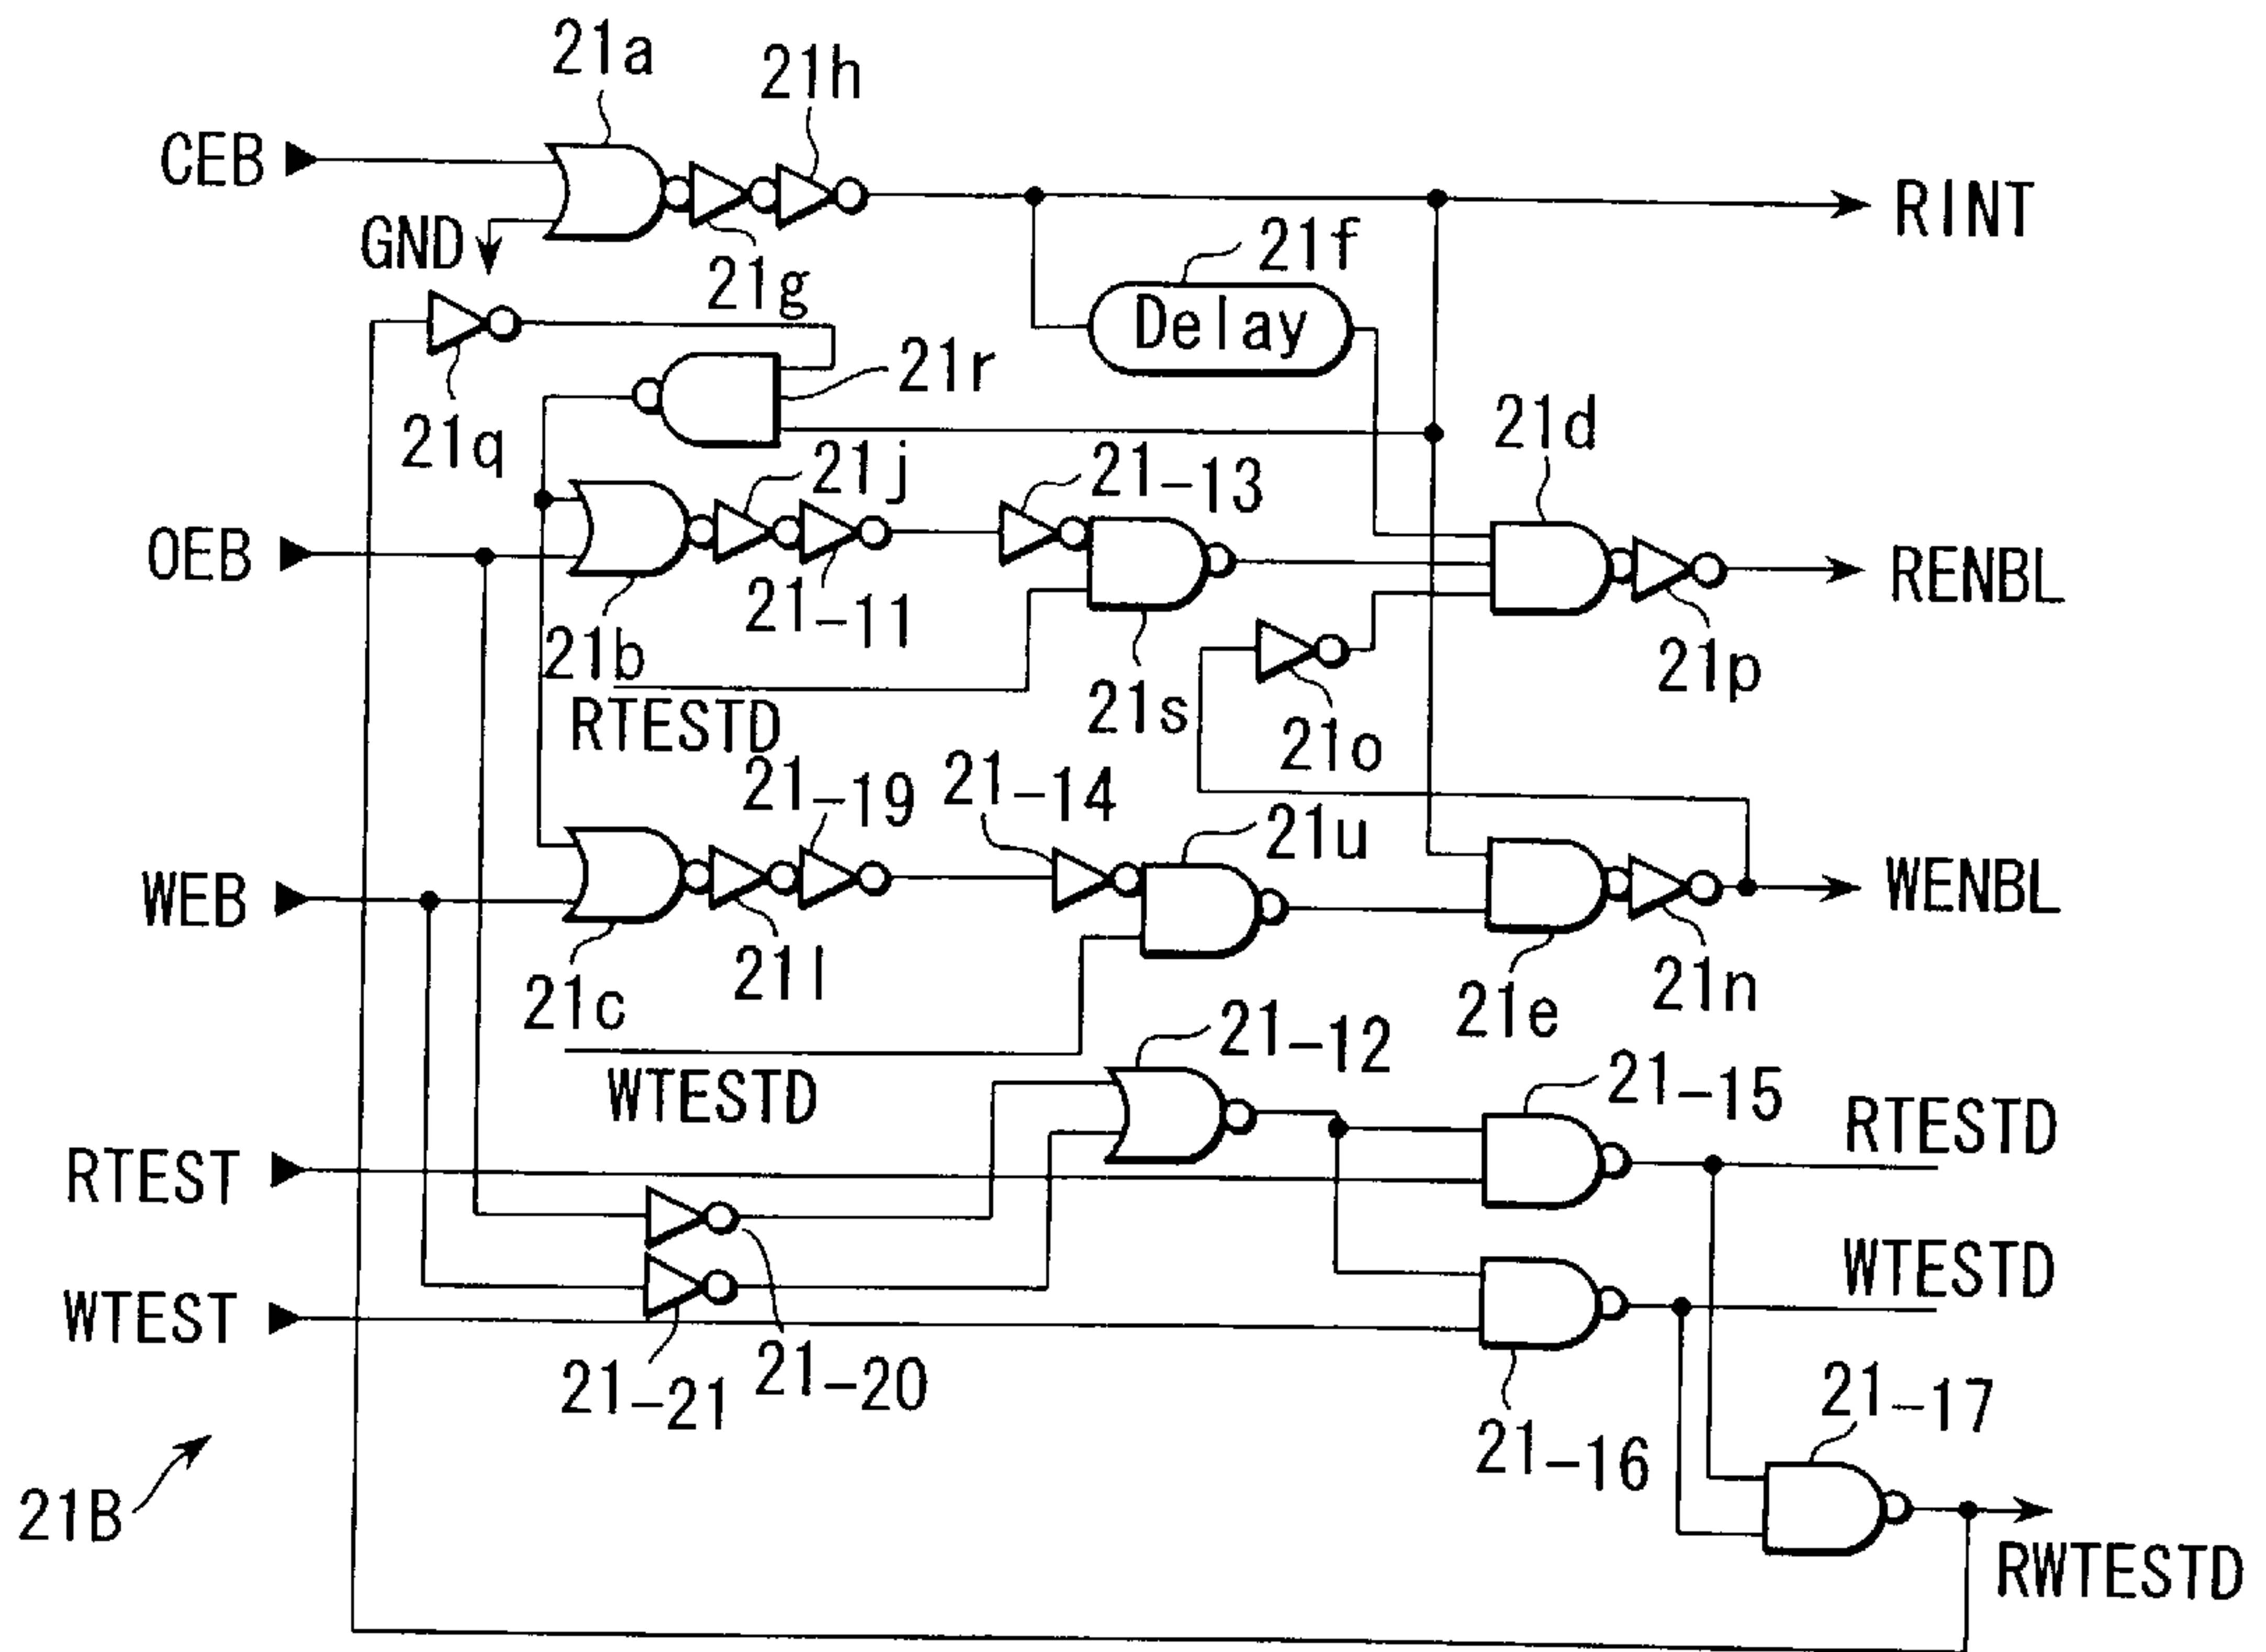 21a
21h
CEB
RINT
GND
21g
21f
Delay
21r
21q
21d
21j
21-13
OEB
RENBL
21-11
21b
21p
21s
RTESTD
21o
21-19
21-14
21u
WEB
WENBL
21l
21c
21n
21e
21-12
WTESTD
21-15
RTESTD
RTEST
WTESTD
WTEST
21-20
21-21
21-17
21-16
21B
RWTESTD